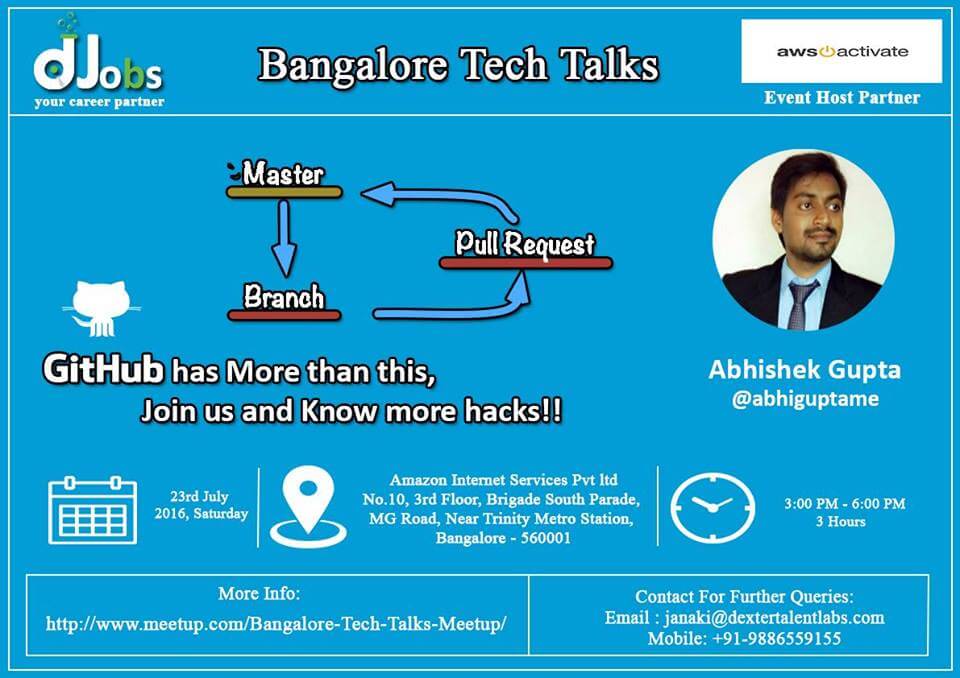 dJobs
your career partner
Bangalore Tech Talks
aws activate
Event Host Partner
Master
Pull Request
Branch
GitHub has More than this,
Join us and Know more hacks!!
Abhishek Gupta
@abhiguptame
23rd July
2016, Saturday
Amazon Internet Services Pvt ltd
No.10, 3rd Floor, Brigade South Parade,
MG Road, Near Trinity Metro Station,
Bangalore - 560001
3:00 PM - 6:00 PM
3 Hours
More Info:
http://www.meetup.com/Bangalore-Tech-Talks-Meetup/
Contact For Further Queries:
Email : janaki@dextertalentlabs.com
Mobile: +91-9886559155